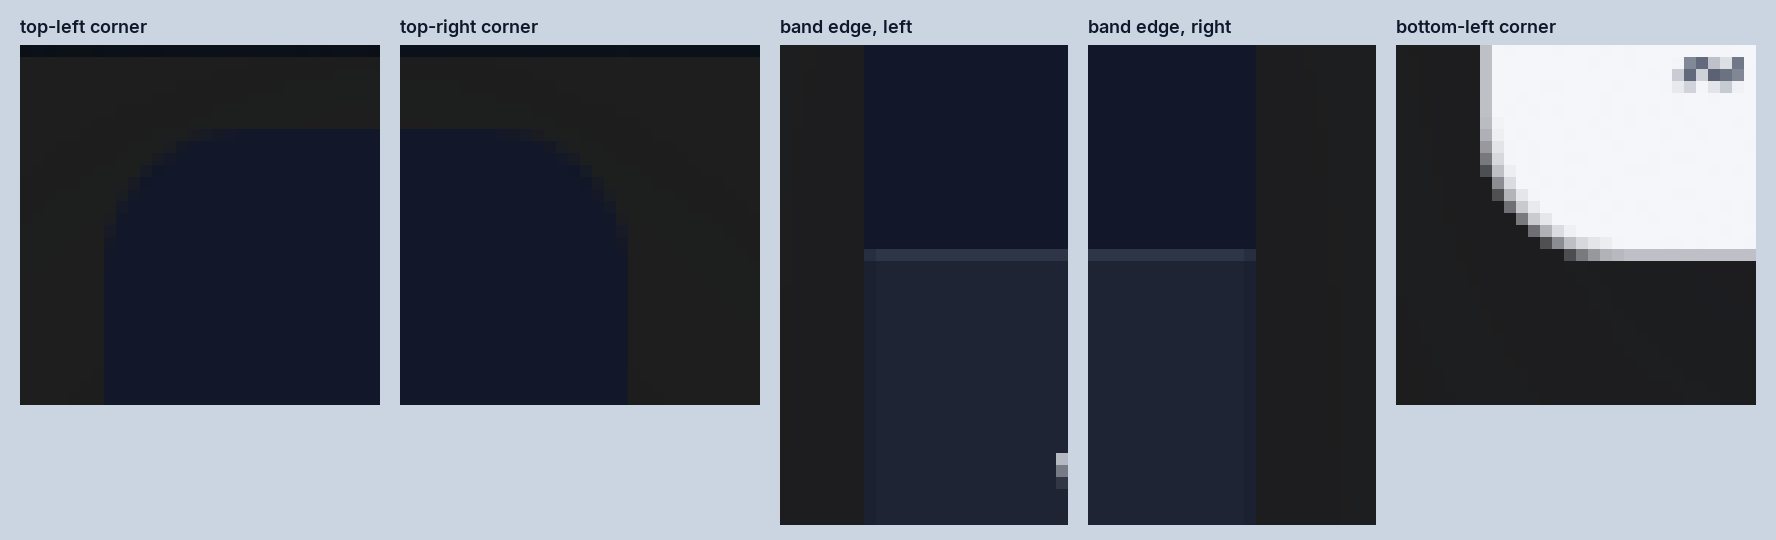 top-left corner
top-right corner
band edge, left
band edge, right
bottom-left corner